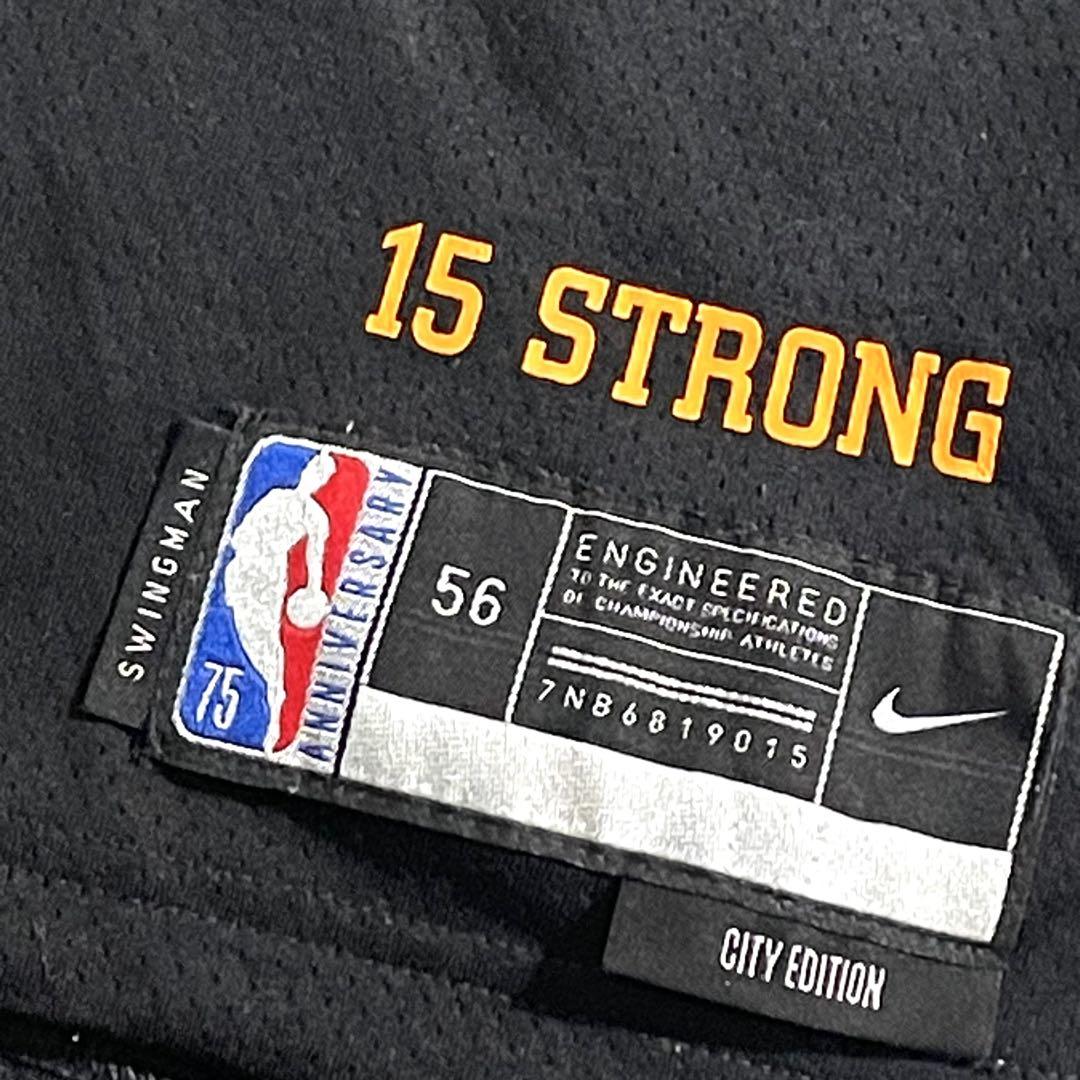 15 STRONG
SWINGMAN
75
ANNIVERSARY
56
ENGINEERED
TO THE EXACT SPECIFICATIONS
OF CHAMPIONSHIP ATHLETES
7NB6819015
CITY EDITION